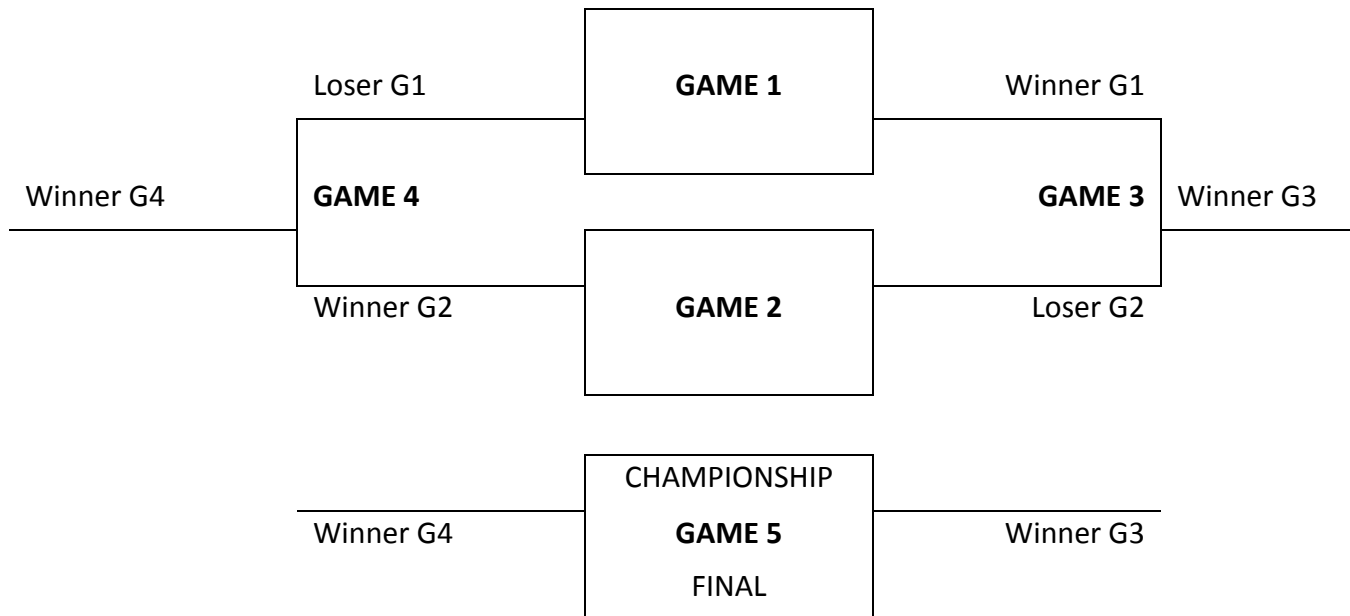 Loser G1
GAME 1
Winner G1
Winner G4
GAME 4
GAME 3
Winner G3
Winner G2
GAME 2
Loser G2
CHAMPIONSHIP
Winner G4
GAME 5
Winner G3
FINAL